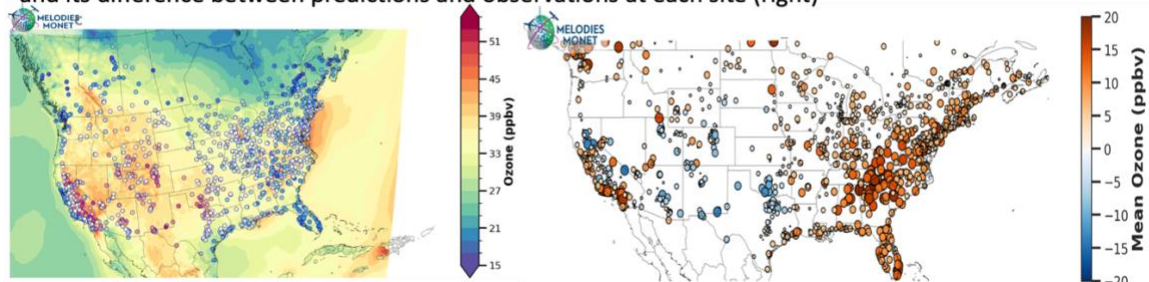 and its difference between predictions and observations at each site (right)
MELODIES
MONET
51
45
39
33
27
21
15
Ozone (ppbv)
MELODIES
MONET
20
15
10
5
0
−5
−10
−15
−20
Mean Ozone (ppbv)